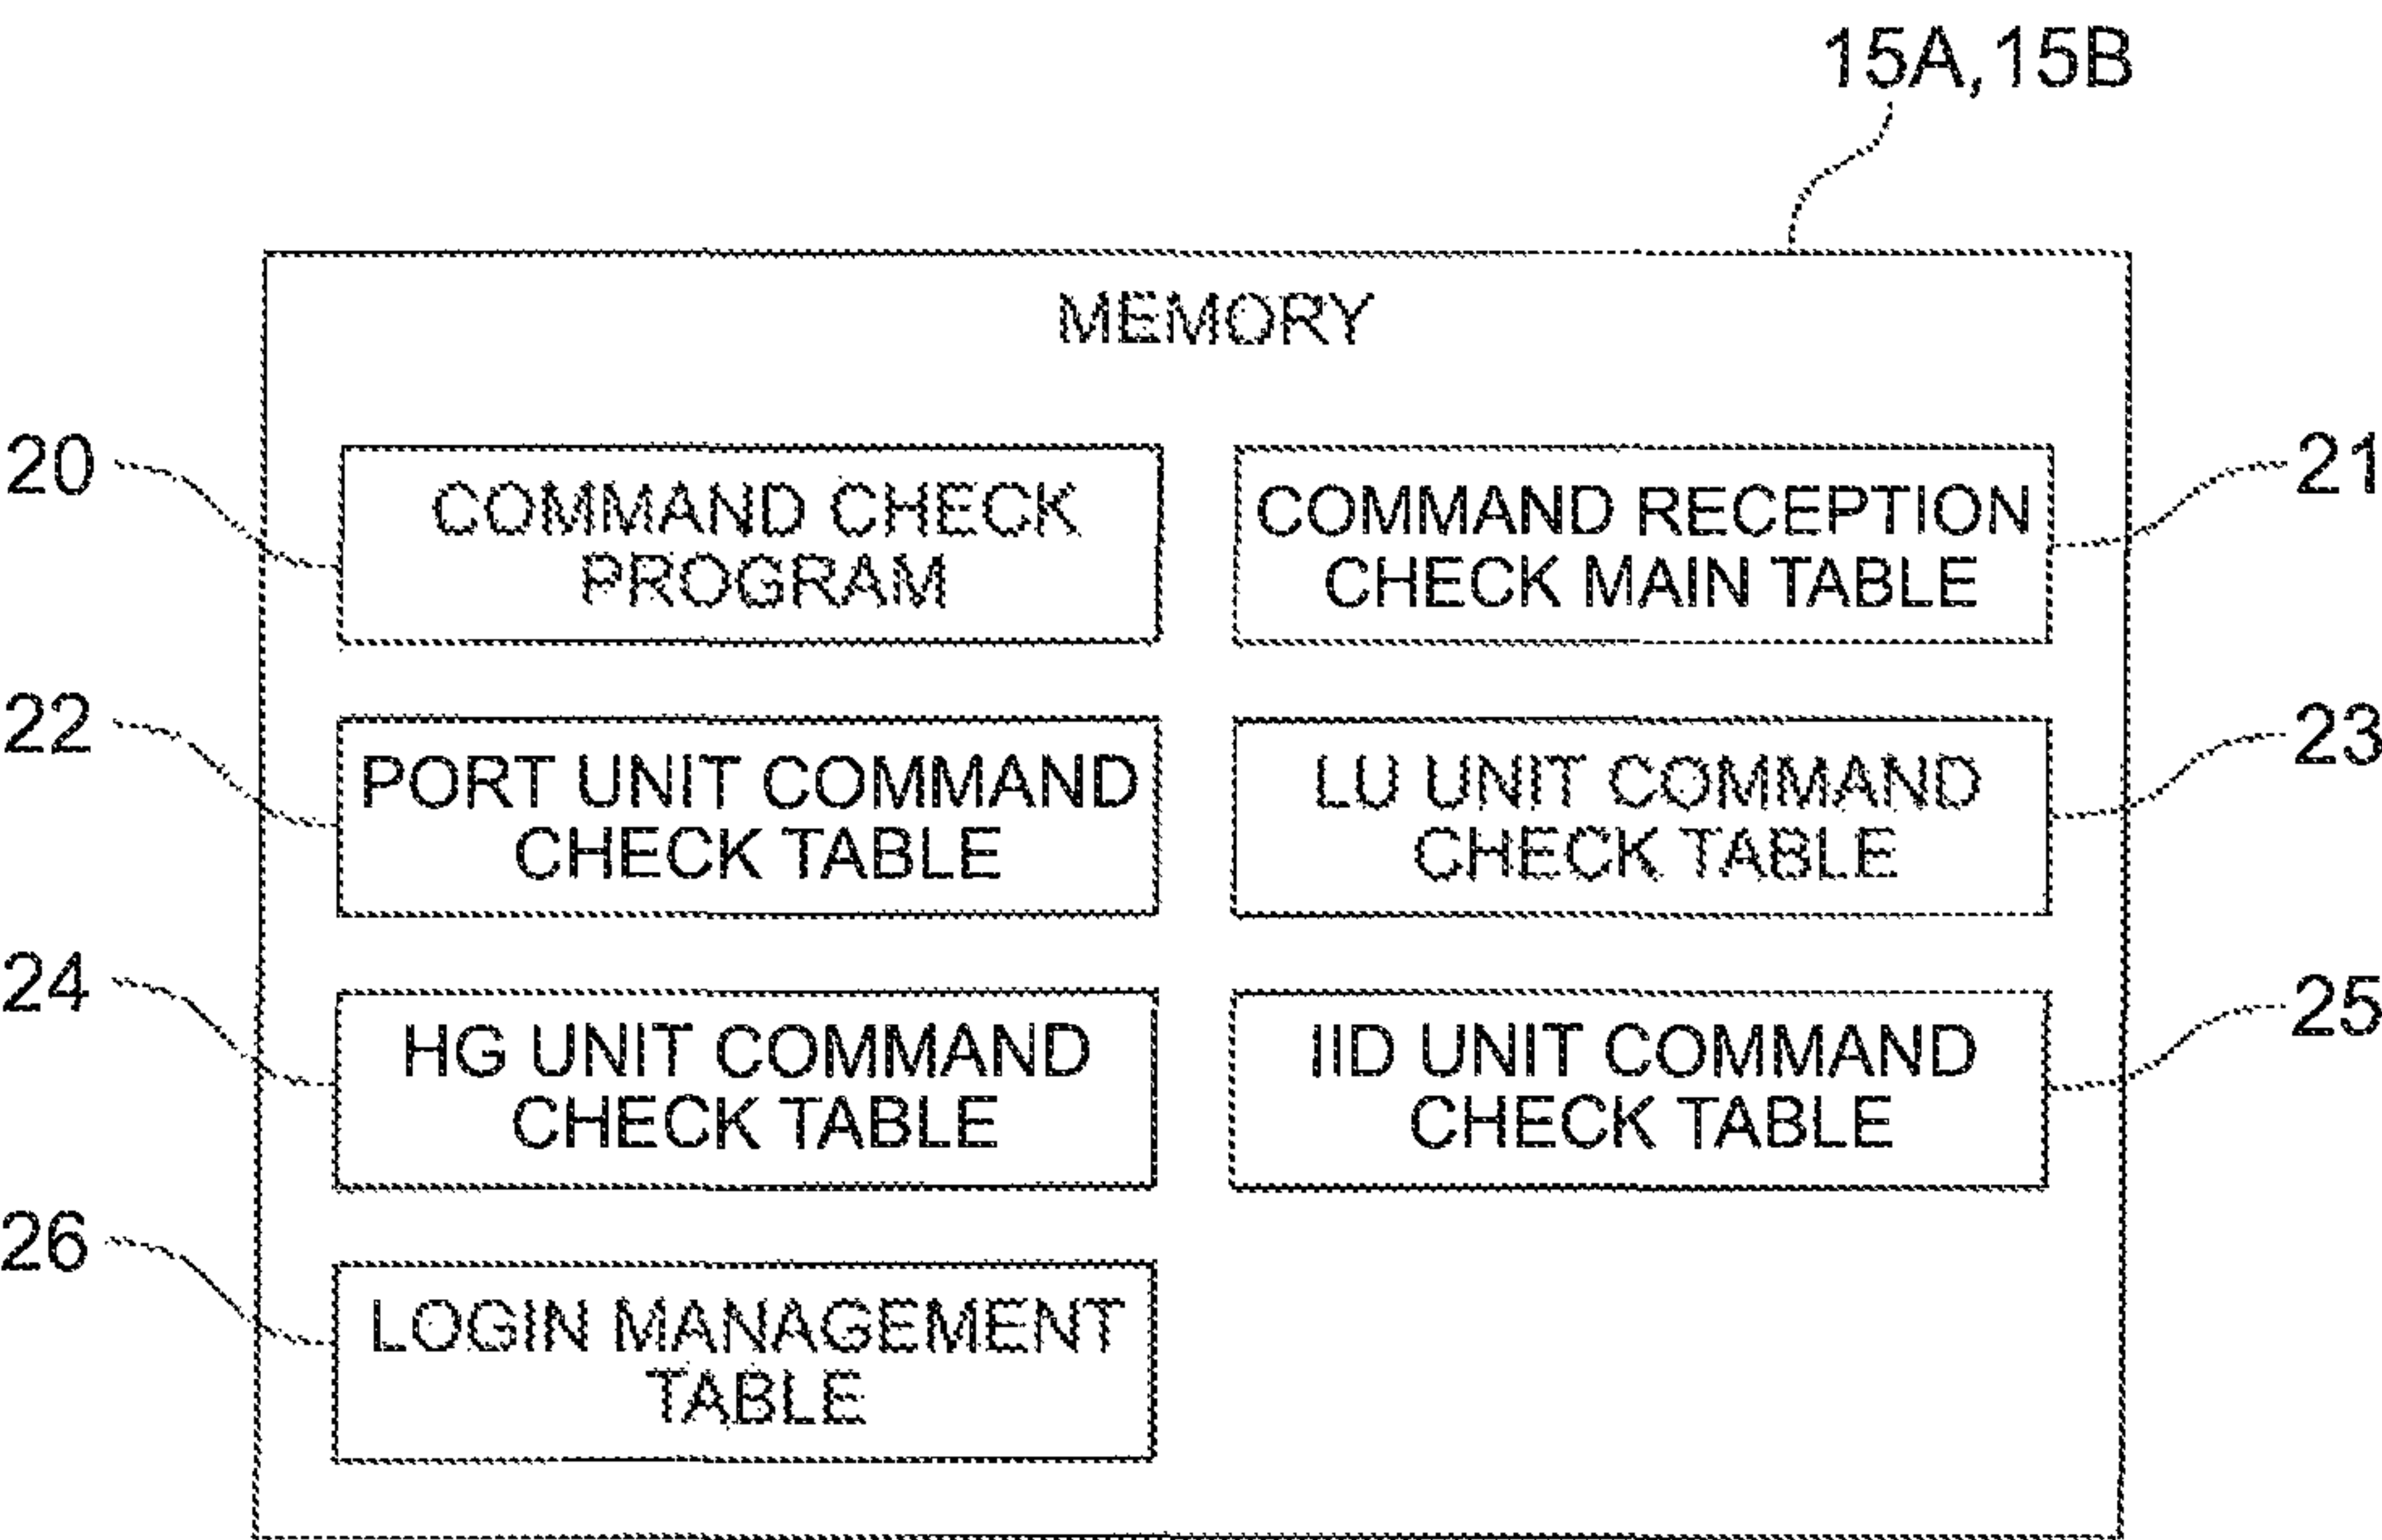 15A, 15B
MEMORY
20
COMMAND CHECK
PROGRAM
COMMAND RECEPTION
CHECK MAIN TABLE
21
22
PORT UNIT COMMAND
CHECK TABLE
LU UNIT COMMAND
CHECK TABLE
23
24
HG UNIT COMMAND
CHECK TABLE
IID UNIT COMMAND
CHECK TABLE
25
26
LOGIN MANAGEMENT
TABLE